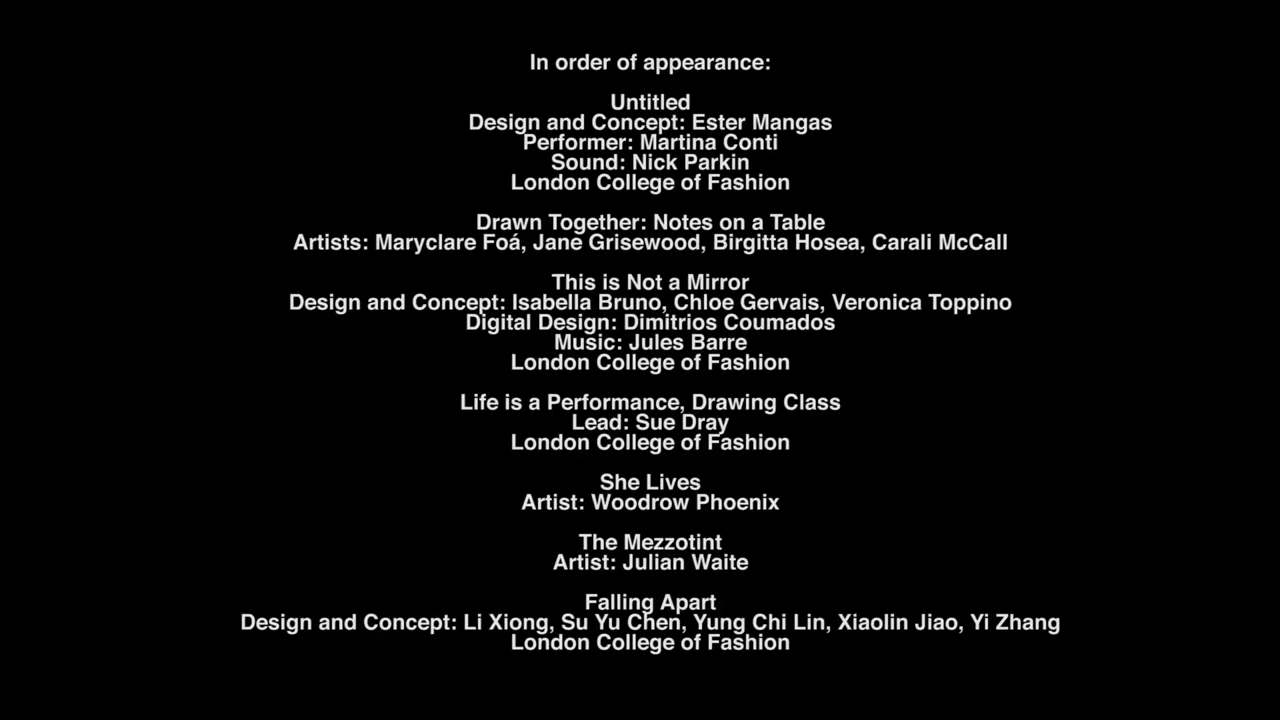 In order of appearance:
Untitled
Design and Concept: Ester Mangas
Performer: Martina Conti
Sound: Nick Parkin
London College of Fashion
Drawn Together: Notes on a Table
Artists: Maryclare Foá, Jane Grisewood, Birgitta Hosea, Carali McCall
This is Not a Mirror
Design and Concept: Isabella Bruno, Chloe Gervais, Veronica Toppino
Digital Design: Dimitrios Coumados
Music: Jules Barre
London College of Fashion
Life is a Performance, Drawing Class
Lead: Sue Dray
London College of Fashion
She Lives
Artist: Woodrow Phoenix
The Mezzotint
Artist: Julian Waite
Falling Apart
Design and Concept: Li Xiong, Su Yu Chen, Yung Chi Lin, Xiaolin Jiao, Yi Zhang
London College of Fashion